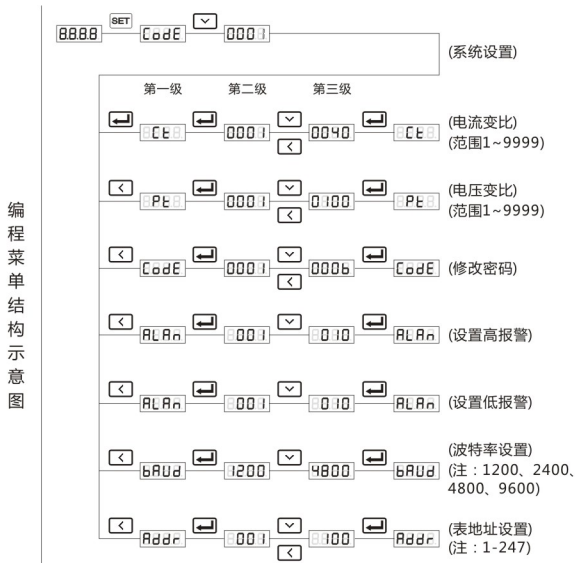 编程菜单结构示意图
8.8.8.8 SET CodE 0001
(系统设置)
第一级 第二级 第三级
Ct 0001 0040 Ct (电流变比)
(范围1~9999)
Pt 0001 0100 Pt (电压变比)
(范围1~9999)
CodE 0001 000b CodE (修改密码)
ALAn 001 010 ALAn (设置高报警)
ALAn 001 010 ALAn (设置低报警)
bAUd 1200 4800 bAUd (波特率设置)
(注：1200、2400、
4800、9600)
Addr 001 100 Addr (表地址设置)
(注：1-247)